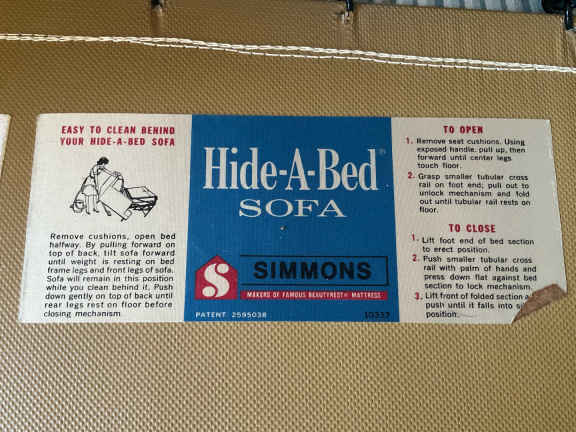 EASY TO CLEAN BEHIND
YOUR HIDE-A-BED SOFA
Remove cushions, open bed
halfway. By pulling forward on
top of back, tilt sofa forward
until weight is resting on bed
frame legs and front legs of sofa.
Sofa will remain in this position
while you clean behind it. Push
down gently on top of back until
rear legs rest on floor before
closing mechanism.
Hide-A-Bed®
SOFA
S
SIMMONS
MAKERS OF FAMOUS BEAUTYREST® MATTRESS
PATENT 2595038
10337
TO OPEN
1. Remove seat cushions. Using
exposed handle, pull up, then
forward until center legs
touch floor.
2. Grasp smaller tubular cross
rail on foot end; pull out to
unlock mechanism and fold
out until tubular rail rests on
floor.
TO CLOSE
1. Lift foot end of bed section
to erect position.
2. Push smaller tubular cross
rail with palm of hands and
press down flat against bed
section to lock mechanism.
3. Lift front of folded section
push until it falls into
position.